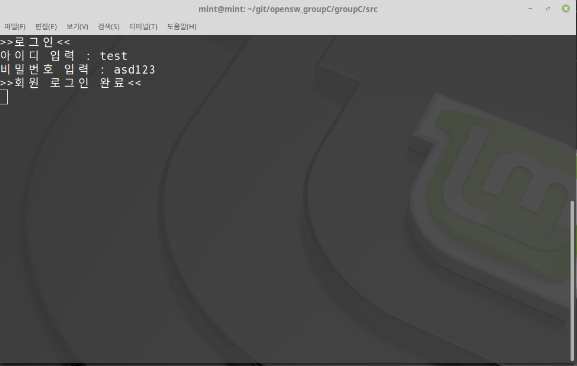 mint@mint: ~/git/opensw_groupC/groupC/src
파일(F) 편집(E) 보기(V) 검색(S) 터미널(T) 도움말(H)
>>로그인<<
아이디 입력 : test
비밀번호 입력 : asd123
>>회원 로그인 완료<<